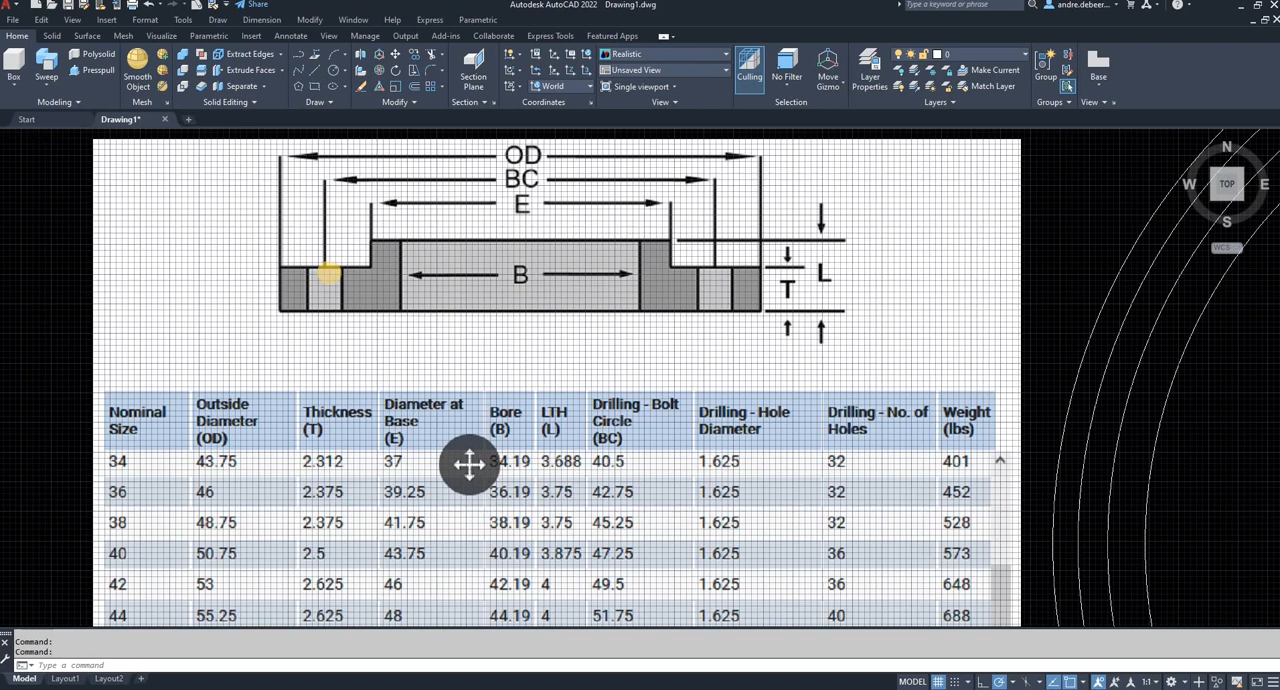 Share
Autodesk AutoCAD 2022 Drawing1.dwg
Type a keyword or phrase
andre.debeer...
File Edit View Insert Format Tools Draw Dimension Modify Window Help Express Parametric
Home Solid Surface Mesh Visualize Parametric Insert Annotate View Manage Output Add-ins Collaborate Express Tools Featured Apps
Polysolid
Extract Edges
Realistic
0
Presspull
Extrude Faces
Unsaved View
Make Current
Separate
World
Single viewport
Match Layer
Box
Sweep
Smooth
Object
Section
Plane
Culling
No Filter
Move
Gizmo
Layer
Properties
Group
Base
Modeling Mesh Solid Editing Draw Modify Section Coordinates View Selection Layers Groups View
Start Drawing1*
OD
BC
E
B
T
L
N
W TOP E
S
WCS
Nominal
Size
Outside
Diameter
(OD)
Thickness
(T)
Diameter at
Base
(E)
Bore
(B)
LTH
(L)
Drilling - Bolt
Circle
(BC)
Drilling - Hole
Diameter
Drilling - No. of
Holes
Weight
(lbs)
34 43.75 2.312 37 34.19 3.688 40.5 1.625 32 401
36 46 2.375 39.25 36.19 3.75 42.75 1.625 32 452
38 48.75 2.375 41.75 38.19 3.75 45.25 1.625 32 528
40 50.75 2.5 43.75 40.19 3.875 47.25 1.625 36 573
42 53 2.625 46 42.19 4 49.5 1.625 36 648
44 55.25 2.625 48 44.19 4 51.75 1.625 40 688
Command:
Command:
Type a command
Model Layout1 Layout2
MODEL
1:1